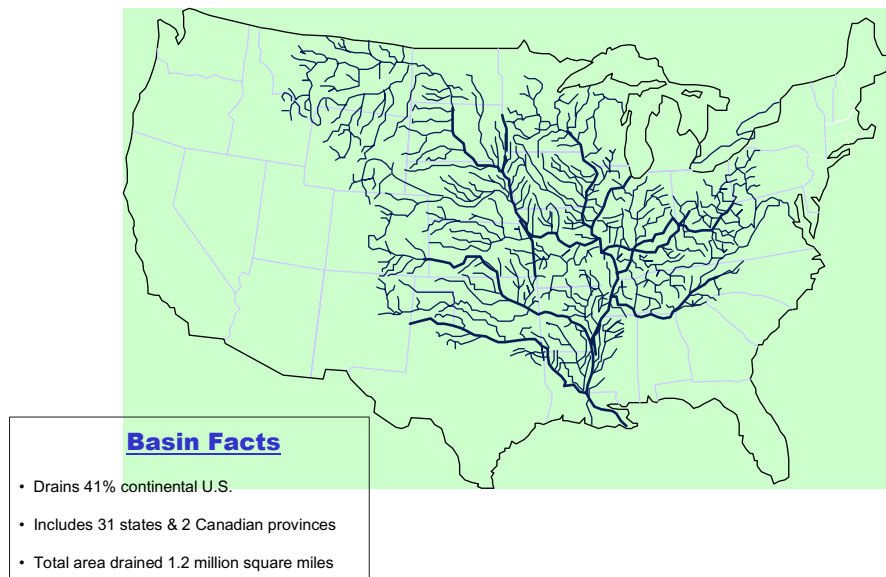 Basin Facts
• Drains 41% continental U.S.
• Includes 31 states & 2 Canadian provinces
• Total area drained 1.2 million square miles